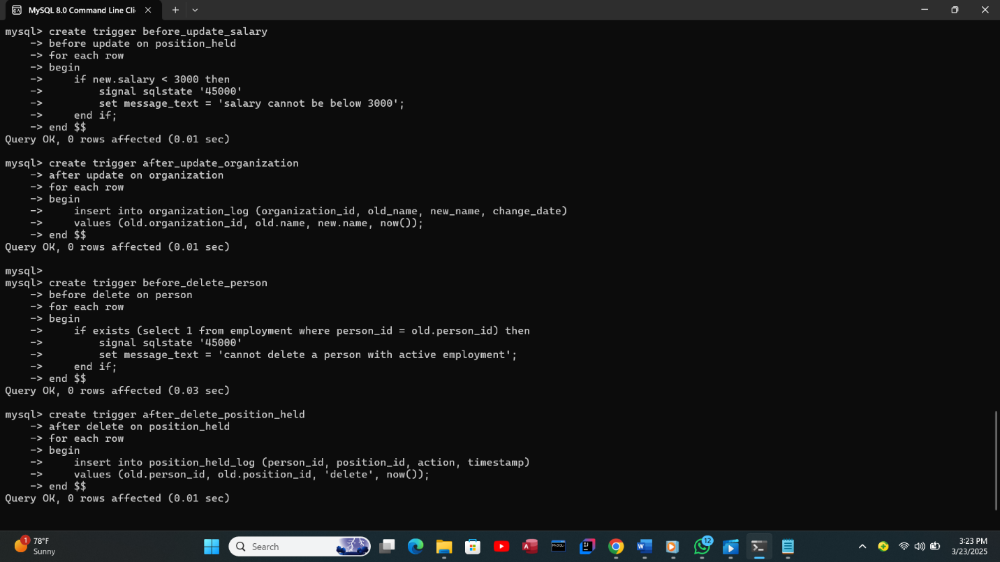 MySQL 8.0 Command Line Cli
mysql> create trigger before_update_salary
    -> before update on position_held
    -> for each row
    -> begin
    ->     if new.salary < 3000 then
    ->         signal sqlstate '45000'
    ->         set message_text = 'salary cannot be below 3000';
    ->     end if;
    -> end $$
Query OK, 0 rows affected (0.01 sec)

mysql> create trigger after_update_organization
    -> after update on organization
    -> for each row
    -> begin
    ->     insert into organization_log (organization_id, old_name, new_name, change_date)
    ->     values (old.organization_id, old.name, new.name, now());
    -> end $$
Query OK, 0 rows affected (0.01 sec)

mysql>
mysql> create trigger before_delete_person
    -> before delete on person
    -> for each row
    -> begin
    ->     if exists (select 1 from employment where person_id = old.person_id) then
    ->         signal sqlstate '45000'
    ->         set message_text = 'cannot delete a person with active employment';
    ->     end if;
    -> end $$
Query OK, 0 rows affected (0.03 sec)

mysql> create trigger after_delete_position_held
    -> after delete on position_held
    -> for each row
    -> begin
    ->     insert into position_held_log (person_id, position_id, action, timestamp)
    ->     values (old.person_id, old.position_id, 'delete', now());
    -> end $$
Query OK, 0 rows affected (0.01 sec)

1
78°F
Sunny
Search
12
3:23 PM
3/23/2025